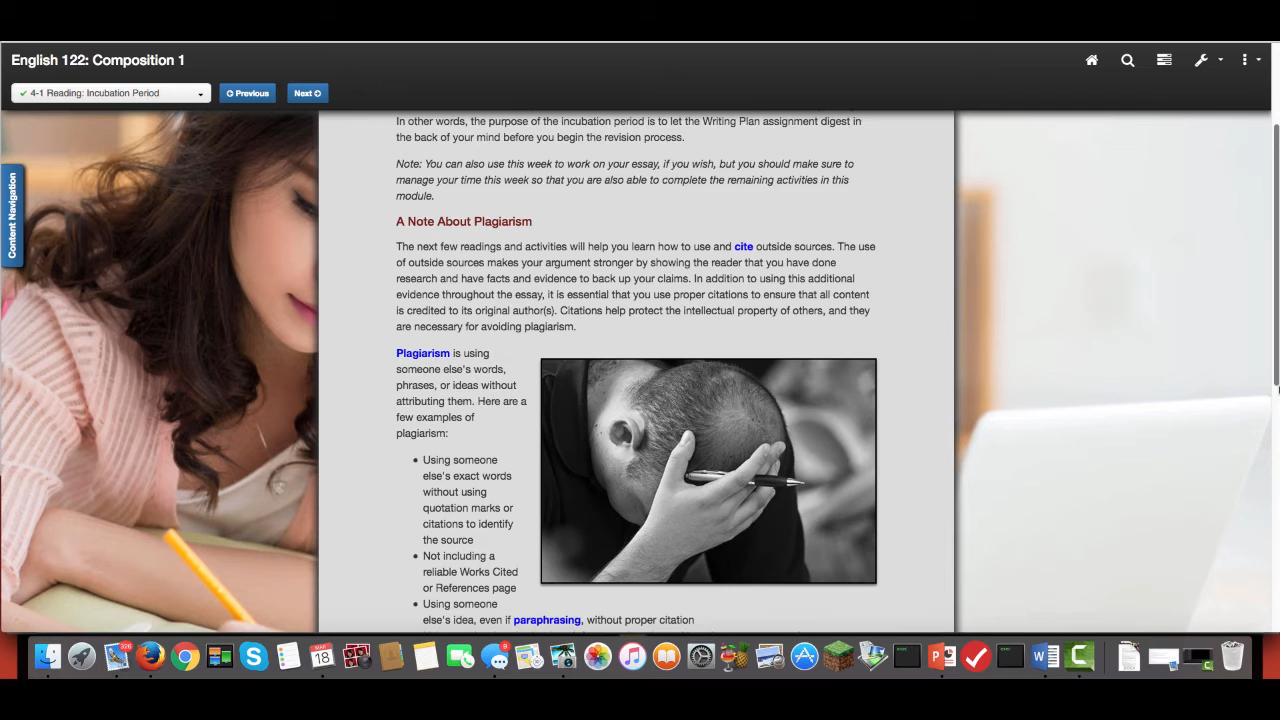 English 122: Composition 1
✔ 4-1 Reading: Incubation Period
Previous
Next
Content Navigation
In other words, the purpose of the incubation period is to let the Writing Plan assignment digest in
the back of your mind before you begin the revision process.
Note: You can also use this week to work on your essay, if you wish, but you should make sure to
manage your time this week so that you are also able to complete the remaining activities in this
module.
A Note About Plagiarism
The next few readings and activities will help you learn how to use and cite outside sources. The use
of outside sources makes your argument stronger by showing the reader that you have done
research and have facts and evidence to back up your claims. In addition to using this additional
evidence throughout the essay, it is essential that you use proper citations to ensure that all content
is credited to its original author(s). Citations help protect the intellectual property of others, and they
are necessary for avoiding plagiarism.
Plagiarism is using
someone else's words,
phrases, or ideas without
attributing them. Here are a
few examples of
plagiarism:
• Using someone
else's exact words
without using
quotation marks or
citations to identify
the source
• Not including a
reliable Works Cited
or References page
• Using someone
else's idea, even if paraphrasing, without proper citation
326
MAR
18
9